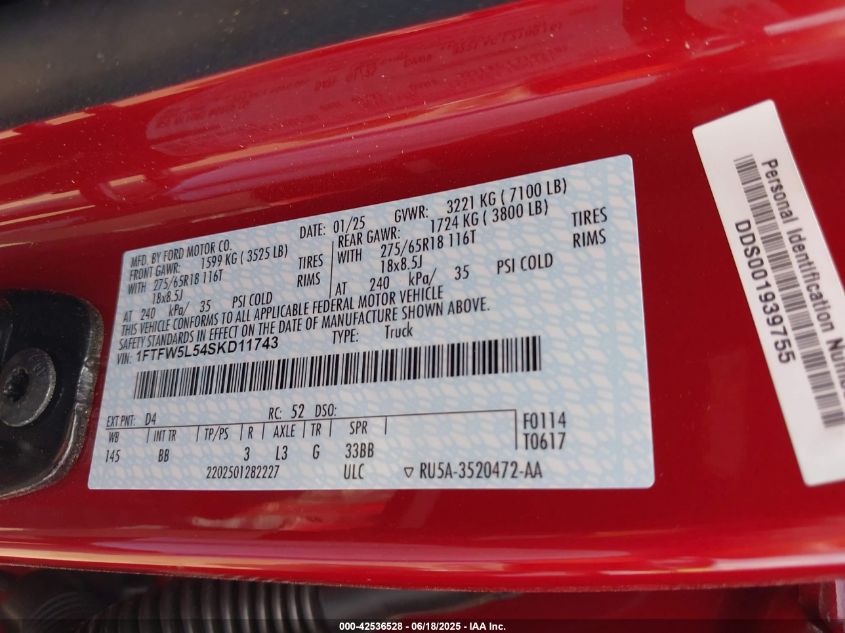 MFD. BY FORD MOTOR CO.
DATE: 01/25
GVWR: 3221 KG ( 7100 LB)
FRONT GAWR: 1599 KG ( 3525 LB)
REAR GAWR: 1724 KG ( 3800 LB)
WITH 275/65R18 116T TIRES
WITH 275/65R18 116T TIRES
18x8.5J RIMS
18x8.5J RIMS
AT 240 kPa/ 35 PSI COLD
AT 240 kPa/ 35 PSI COLD
THIS VEHICLE CONFORMS TO ALL APPLICABLE FEDERAL MOTOR VEHICLE
SAFETY STANDARDS IN EFFECT ON THE DATE OF MANUFACTURE SHOWN ABOVE.
VIN: 1FTFW5L54SKD11743
TYPE: Truck
EXT PNT: D4 RC: 52 DSO:
WB INT TR TP/PS R AXLE TR SPR
145 BB 3 L3 G 33BB
F0114
T0617
2202501282227 ULC ▽ RU5A-3520472-AA
Personal Identification
DDS001939755
000-42536528 - 06/18/2025 - IAA Inc.